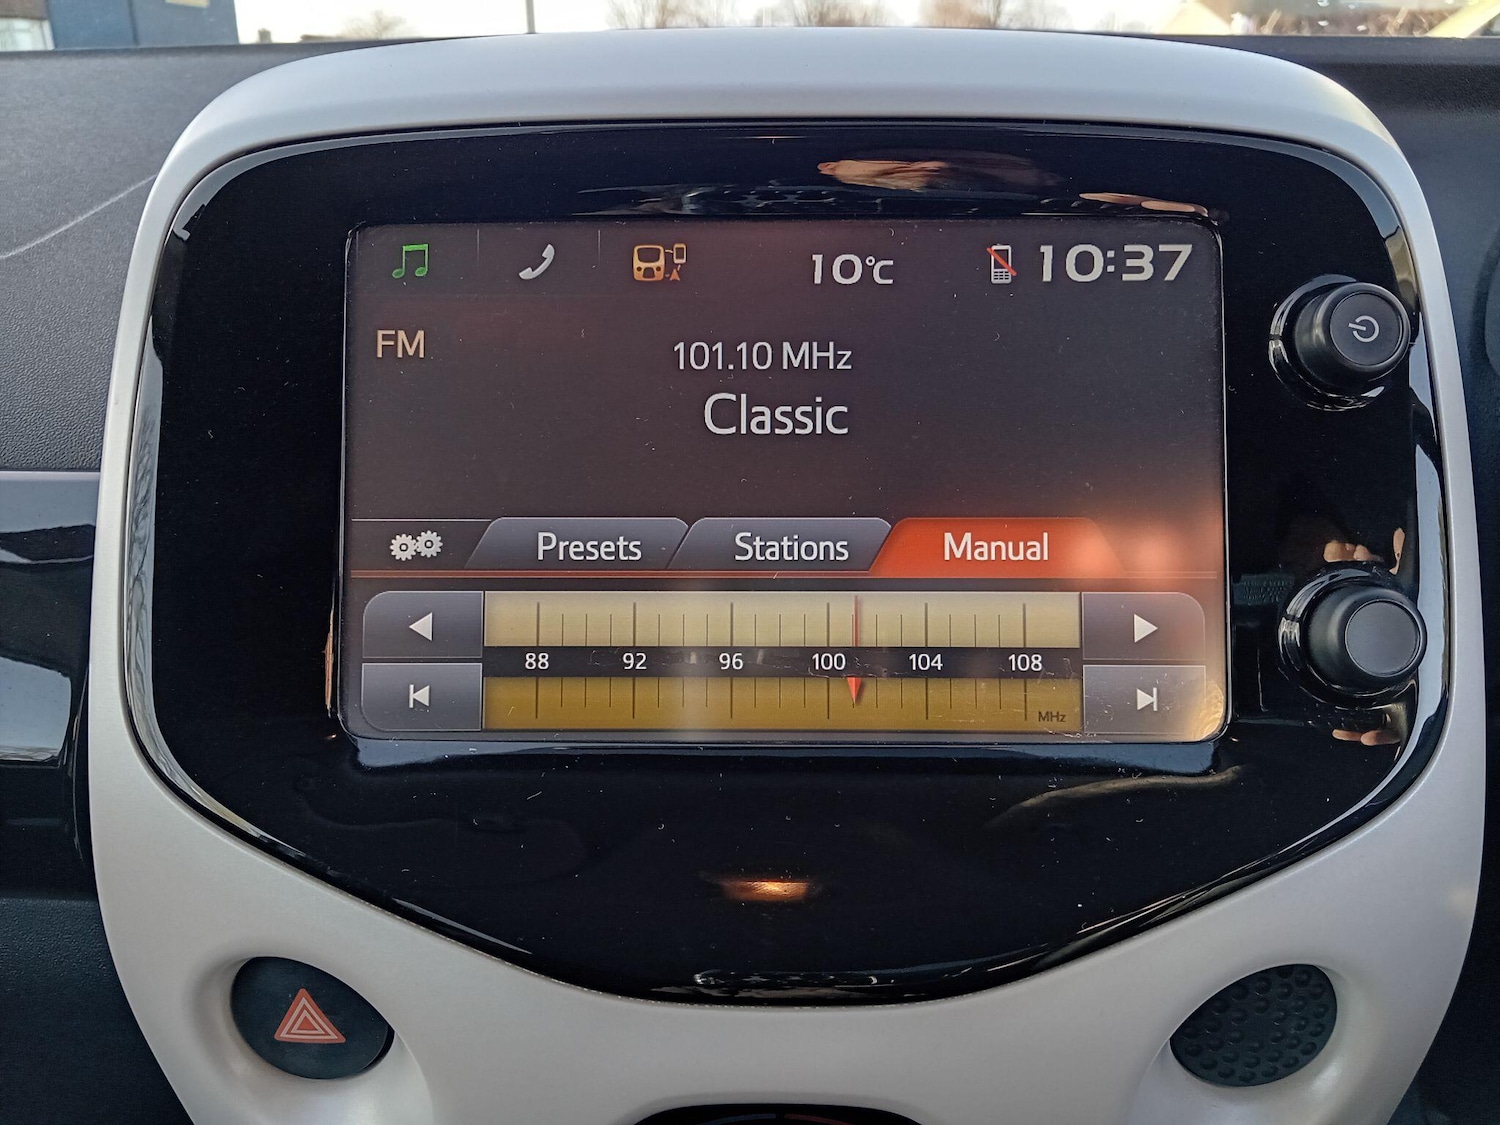 10°C
10:37
FM
101.10 MHz
Classic
Presets Stations Manual
88 92 96 100 104 108
MHz